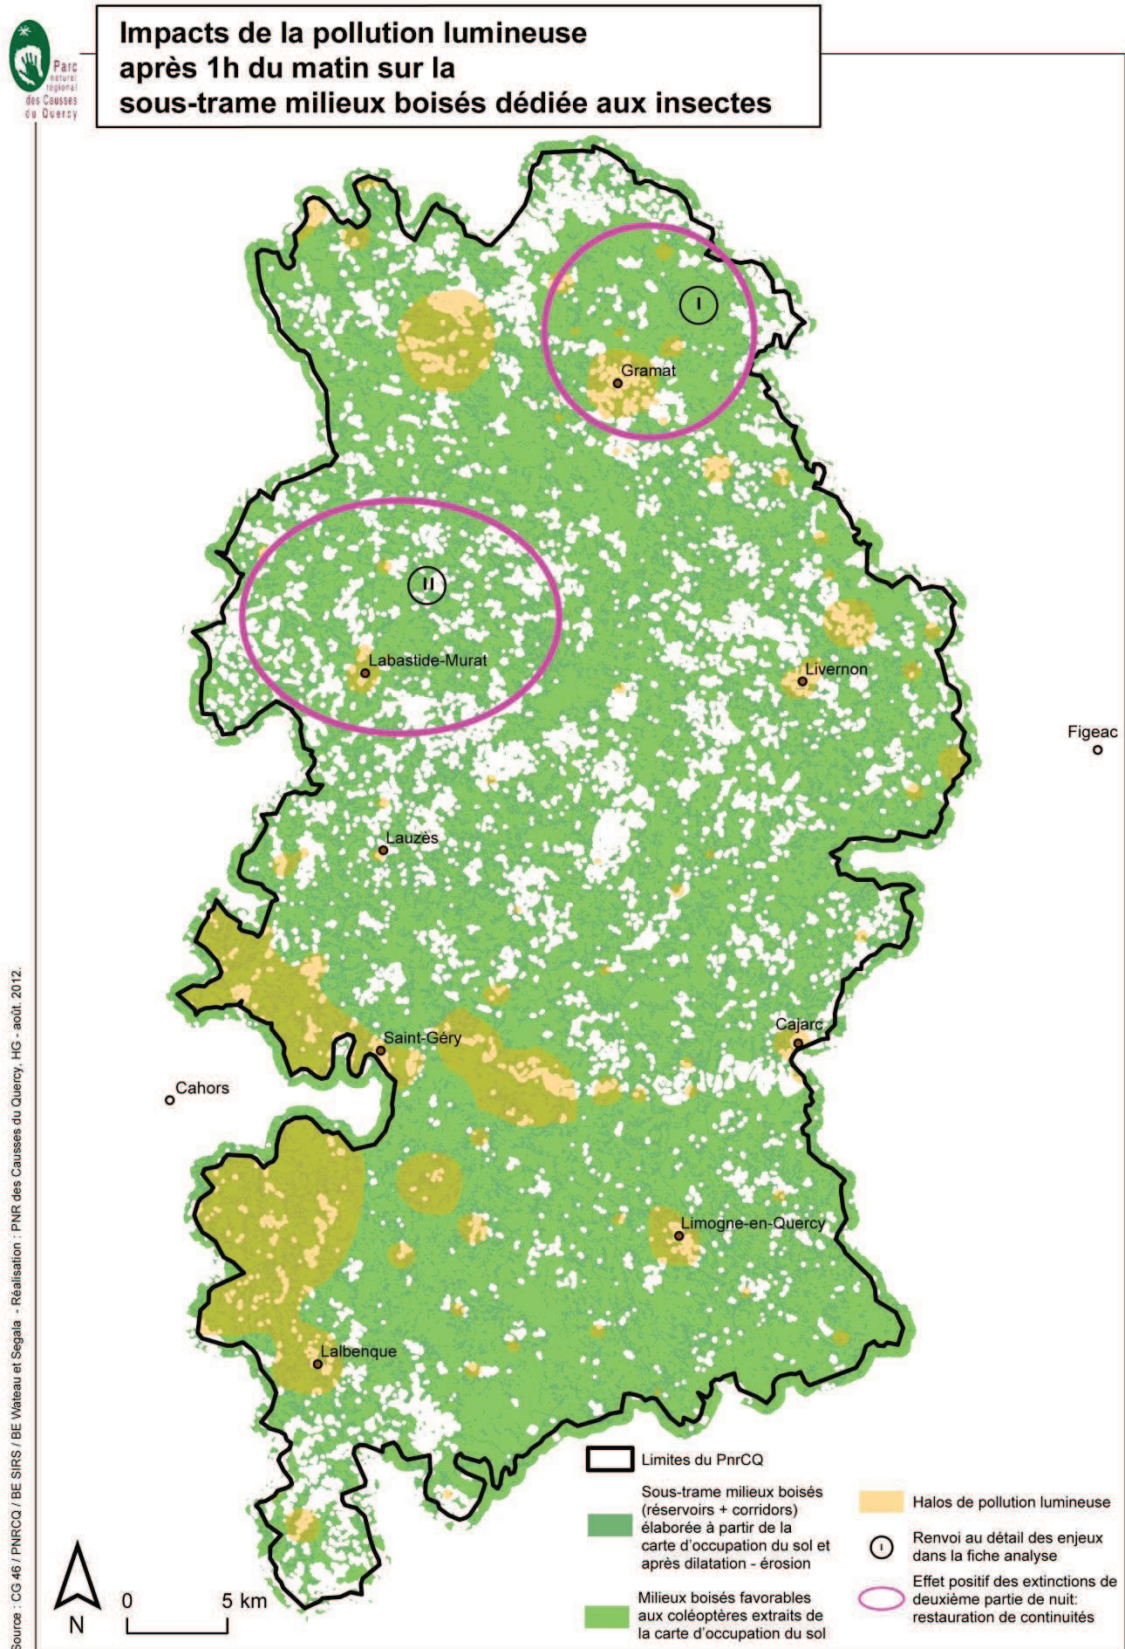 Parc
naturel
régional
des Causses
du Quercy
Impacts de la pollution lumineuse
après 1h du matin sur la
sous-trame milieux boisés dédiée aux insectes
I
Gramat
II
Labastide-Murat
Livernon
Figeac
Lauzès
Saint-Géry
Cajarc
Cahors
Limogne-en-Quercy
Lalbenque
Source : CG 46 / PNRCQ / BE SIRS / BE Wateau et Segala - Réalisation : PNR des Causses du Quercy, HG - août. 2012.
N
0 5 km
Limites du PnrCQ
Sous-trame milieux boisés
(réservoirs + corridors)
élaborée à partir de la
carte d'occupation du sol et
après dilatation - érosion
Milieux boisés favorables
aux coléoptères extraits de
la carte d'occupation du sol
Halos de pollution lumineuse
I
Renvoi au détail des enjeux
dans la fiche analyse
Effet positif des extinctions de
deuxième partie de nuit:
restauration de continuités